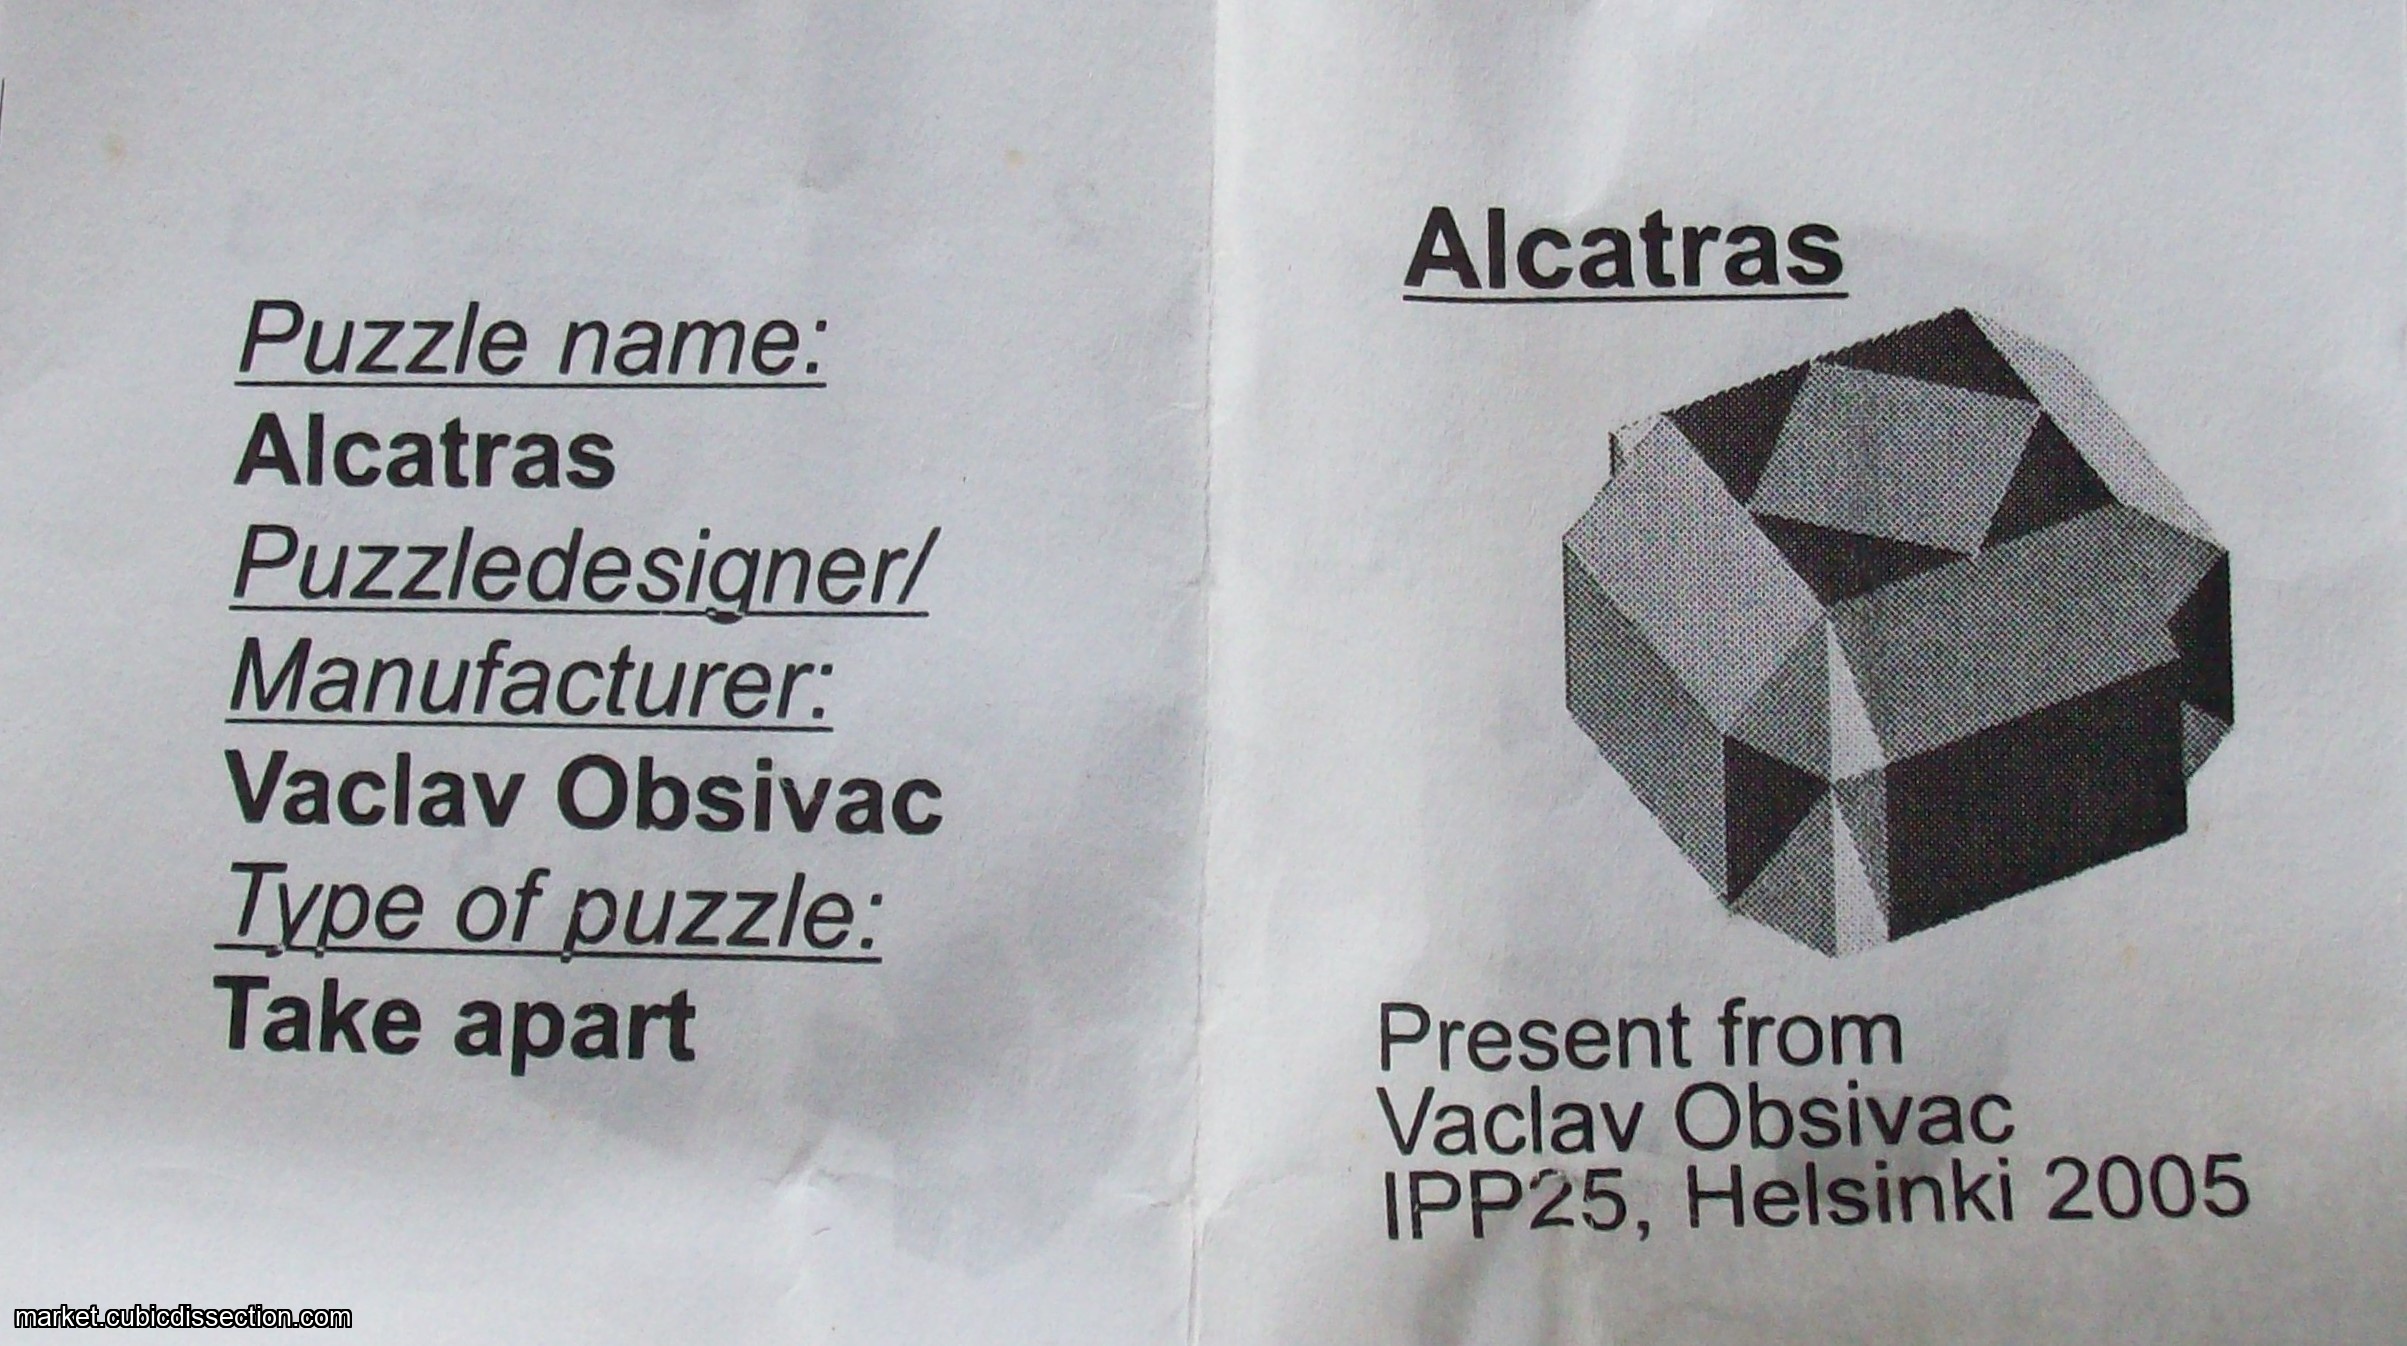 Puzzle name:
Alcatras
Puzzledesigner/
Manufacturer:
Vaclav Obsivac
Type of puzzle:
Take apart
Alcatras
Present from
Vaclav Obsivac
IPP25, Helsinki 2005
market.cubicdissection.com